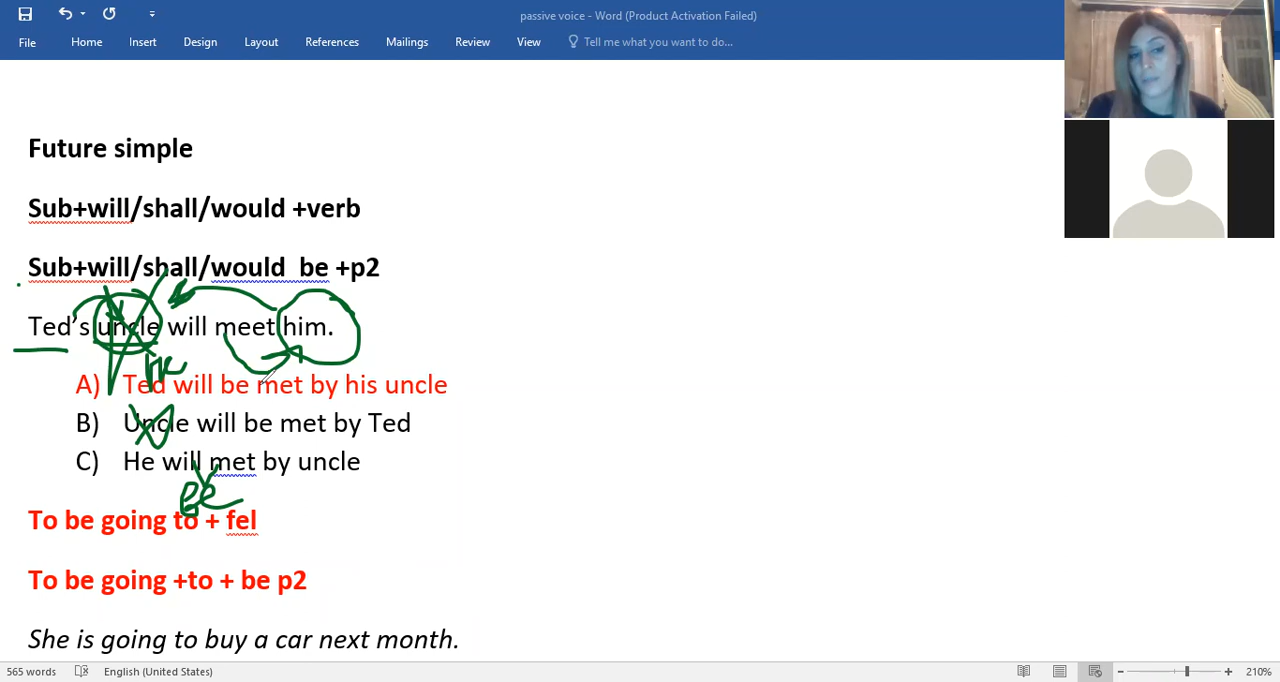 passive voice - Word (Product Activation Failed)
File Home Insert Design Layout References Mailings Review View Tell me what you want to do...
Future simple
Sub+will/shall/would +verb
Sub+will/shall/would be +p2
Ted's uncle will meet him.
he
A) Ted will be met by his uncle
B) Uncle will be met by Ted
C) He will met by uncle
be
To be going to + fel
To be going +to + be p2
She is going to buy a car next month.
565 words English (United States) 210%